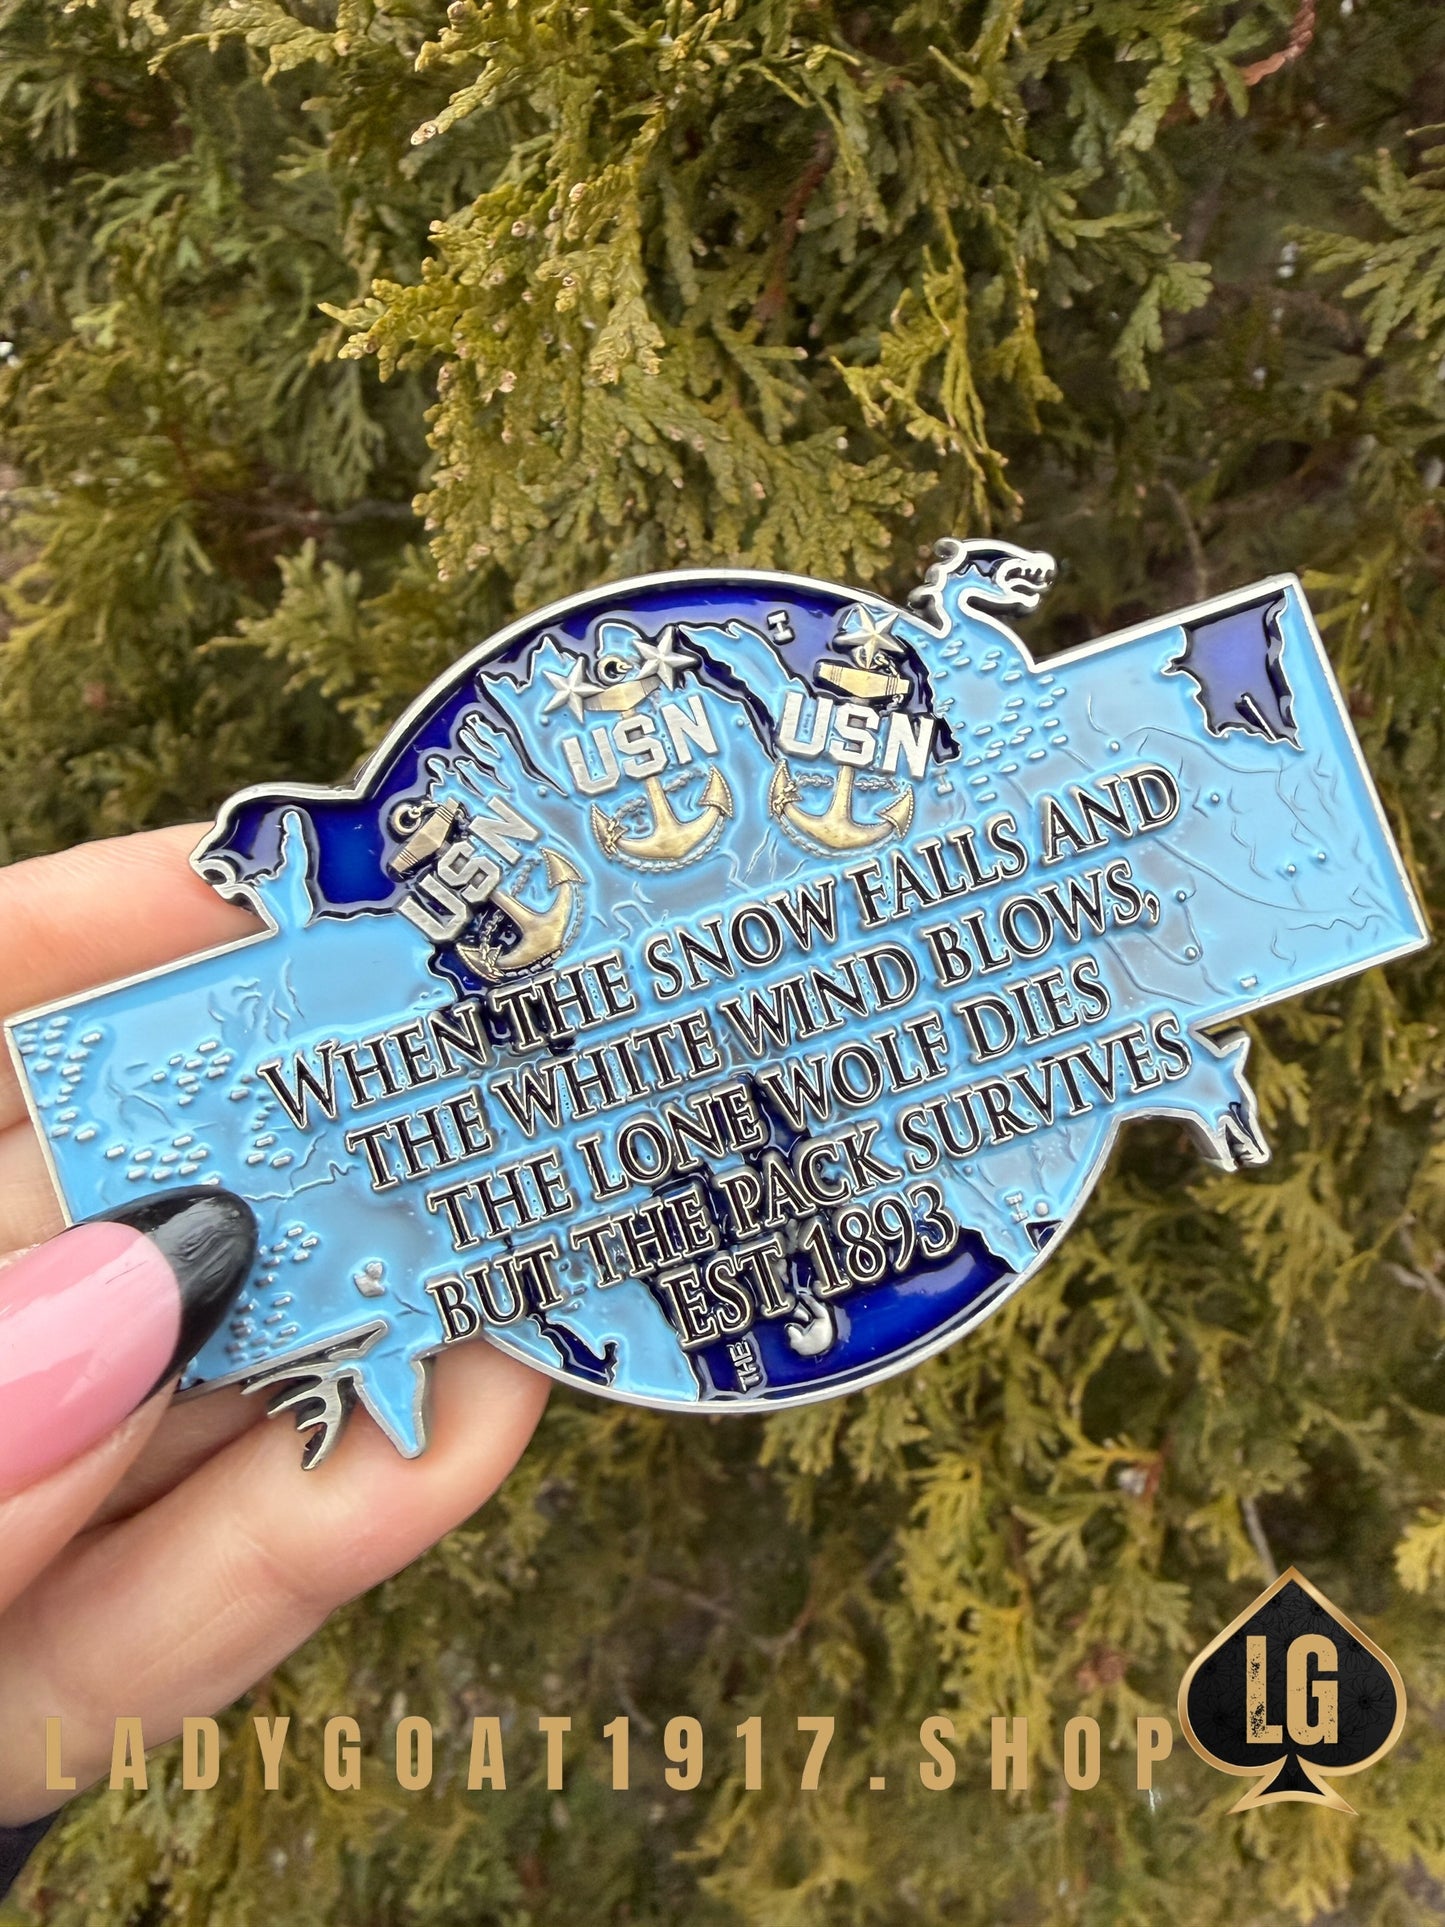 USN
USN
USN
WHEN THE SNOW FALLS AND
THE WHITE WIND BLOWS,
THE LONE WOLF DIES
BUT THE PACK SURVIVES
EST 1893
THE
LG
LADYGOAT1917.SHOP